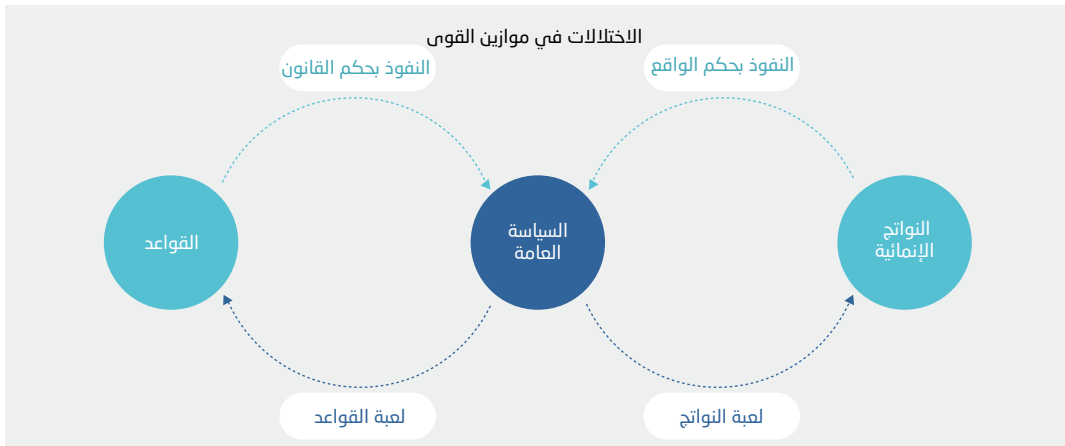 الاختلالات في موازين القوى
النفوذ بحكم الواقع
النفوذ بحكم القانون
النواتج
الإنمائية
السياسة
العامة
القواعد
لعبة النواتج
لعبة القواعد